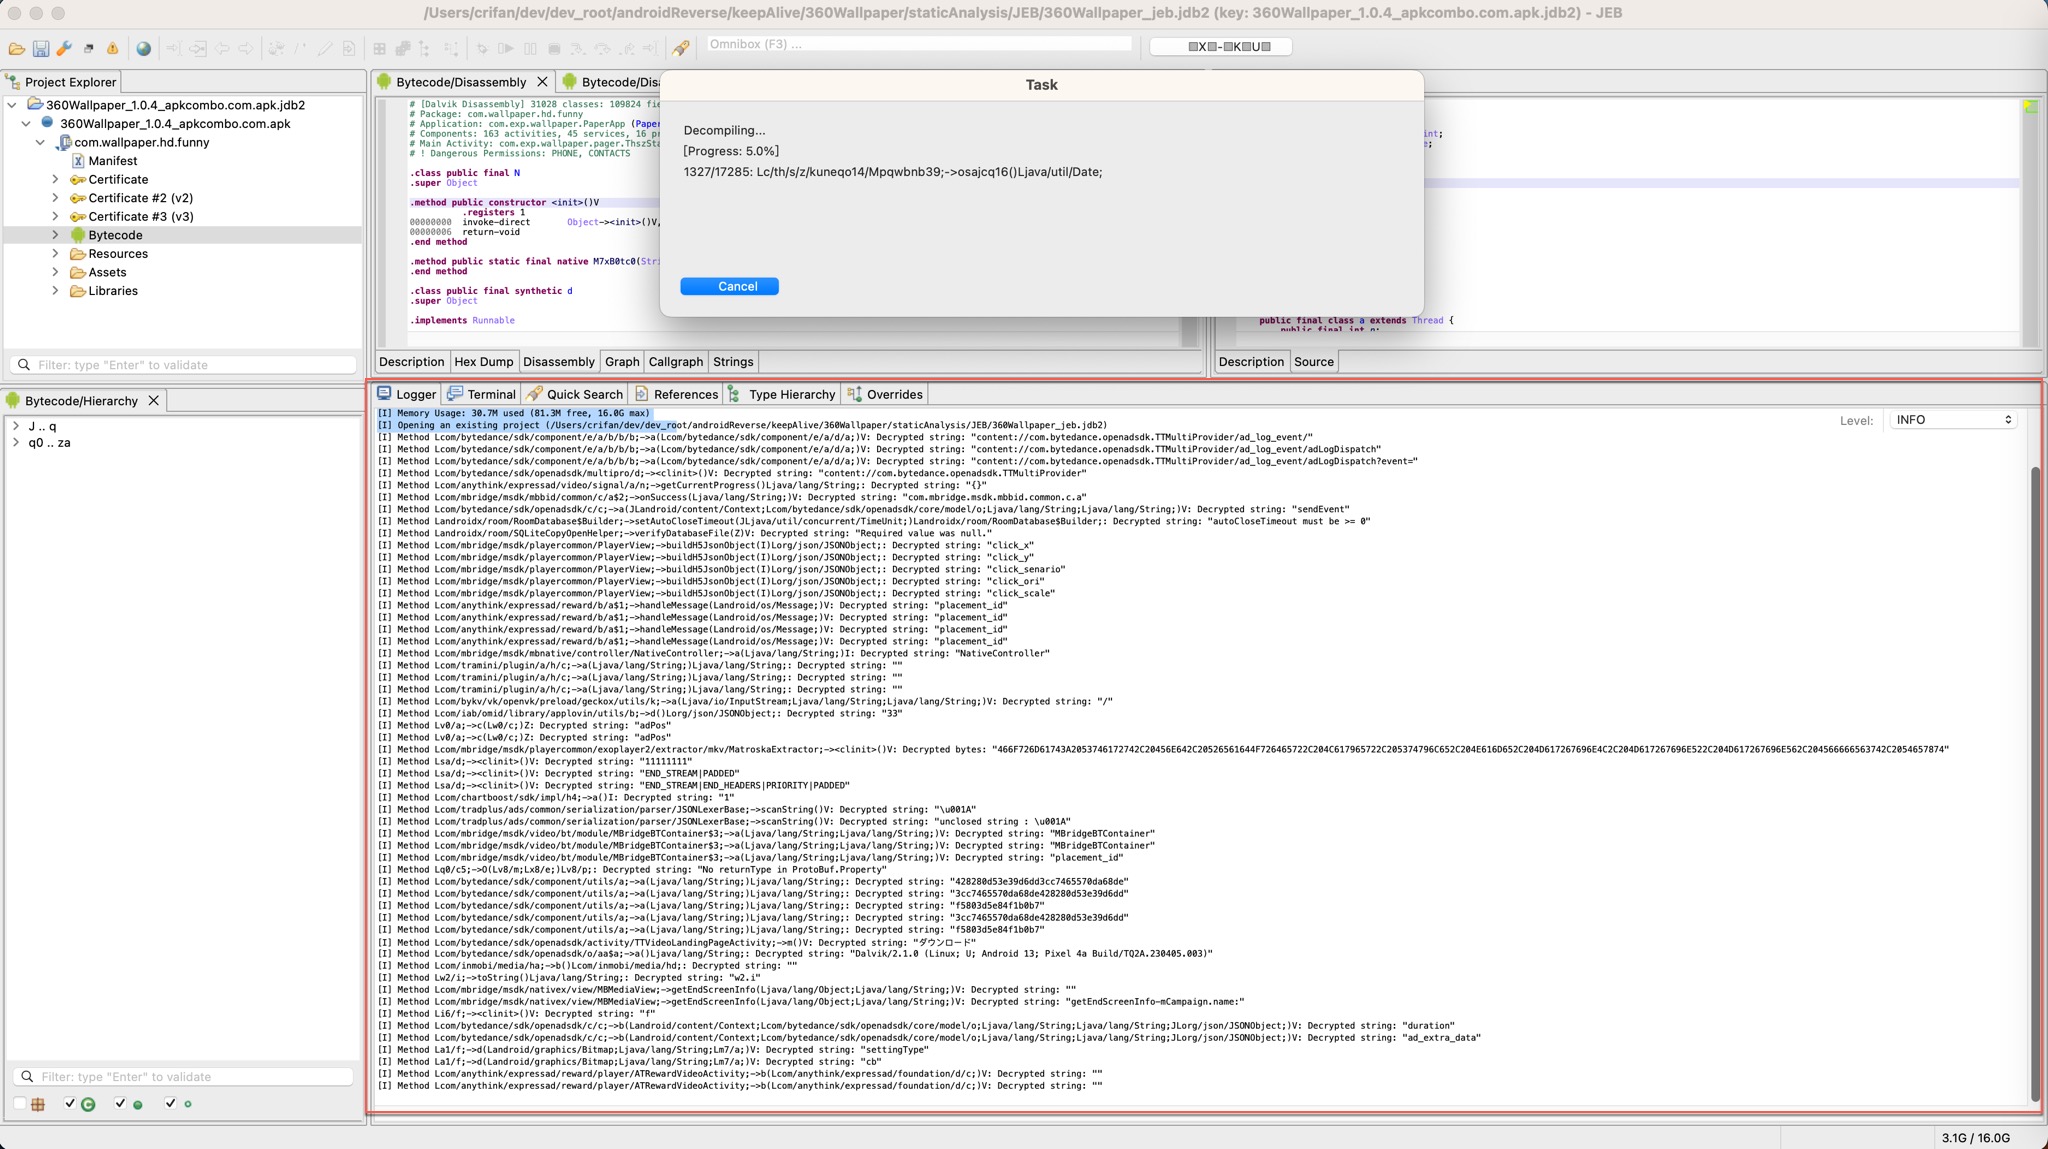 /Users/crifan/dev/dev_root/androidReverse/keepAlive/360Wallpaper/staticAnalysis/JEB/360Wallpaper_jeb.jdb2 (key: 360Wallpaper_1.0.4_apkcombo.com.apk.jdb2) - JEB
Omnibox (F3) ...
Project Explorer
360Wallpaper_1.0.4_apkcombo.com.apk.jdb2
360Wallpaper_1.0.4_apkcombo.com.apk
com.wallpaper.hd.funny
Manifest
Certificate
Certificate #2 (v2)
Certificate #3 (v3)
Bytecode
Resources
Assets
Libraries
Filter: type "Enter" to validate
Bytecode/Disassembly
Bytecode/Disa
# [Dalvik Disassembly] 31028 classes: 109824 fie
# Package: com.wallpaper.hd.funny
# Application: com.exp.wallpaper.PaperApp (Paper
# Components: 163 activities, 45 services, 16 pr
# Main Activity: com.exp.wallpaper.pager.ThszSta
# ! Dangerous Permissions: PHONE, CONTACTS
.class public final N
.super Object
.method public constructor <init>()V
.registers 1
00000000 invoke-direct Object-><init>()V,
00000006 return-void
.end method
.method public static final native M7xB0tc0(Stri
.end method
.class public final synthetic d
.super Object
.implements Runnable
Description Hex Dump Disassembly Graph Callgraph Strings
Task
Decompiling...
[Progress: 5.0%]
1327/17285: Lc/th/s/z/kuneqo14/Mpqwbnb39;->osajcq16()Ljava/util/Date;
Cancel
int;
public final class a extends Thread {
public final int g;
Description Source
Bytecode/Hierarchy
J .. q
q0 .. za
Filter: type "Enter" to validate
Logger Terminal Quick Search References Type Hierarchy Overrides
Level: INFO
[I] Memory Usage: 30.7M used (81.3M free, 16.0G max)
[I] Opening an existing project (/Users/crifan/dev/dev_root/androidReverse/keepAlive/360Wallpaper/staticAnalysis/JEB/360Wallpaper_jeb.jdb2)
[I] Method Lcom/bytedance/sdk/component/e/a/b/b/b;->a(Lcom/bytedance/sdk/component/e/a/d/a;)V: Decrypted string: "content://com.bytedance.openadsdk.TTMultiProvider/ad_log_event/"
[I] Method Lcom/bytedance/sdk/component/e/a/b/b/b;->a(Lcom/bytedance/sdk/component/e/a/d/a;)V: Decrypted string: "content://com.bytedance.openadsdk.TTMultiProvider/ad_log_event/adLogDispatch"
[I] Method Lcom/bytedance/sdk/component/e/a/b/b/b;->a(Lcom/bytedance/sdk/component/e/a/d/a;)V: Decrypted string: "content://com.bytedance.openadsdk.TTMultiProvider/ad_log_event/adLogDispatch?event="
[I] Method Lcom/bytedance/sdk/openadsdk/multipro/d;-><clinit>()V: Decrypted string: "content://com.bytedance.openadsdk.TTMultiProvider"
[I] Method Lcom/anythink/expressad/video/signal/a/n;->getCurrentProgress()Ljava/lang/String;: Decrypted string: "{}"
[I] Method Lcom/mbridge/msdk/mbbid/common/c/a$2;->onSuccess(Ljava/lang/String;)V: Decrypted string: "com.mbridge.msdk.mbbid.common.c.a"
[I] Method Lcom/bytedance/sdk/openadsdk/c/c;->a(JLandroid/content/Context;Lcom/bytedance/sdk/openadsdk/core/model/o;Ljava/lang/String;Ljava/lang/String;)V: Decrypted string: "sendEvent"
[I] Method Landroidx/room/RoomDatabase$Builder;->setAutoCloseTimeout(JLjava/util/concurrent/TimeUnit;)Landroidx/room/RoomDatabase$Builder;: Decrypted string: "autoCloseTimeout must be >= 0"
[I] Method Landroidx/room/SQLiteCopyOpenHelper;->verifyDatabaseFile(Z)V: Decrypted string: "Required value was null."
[I] Method Lcom/mbridge/msdk/playercommon/PlayerView;->buildH5JsonObject(I)Lorg/json/JSONObject;: Decrypted string: "click_x"
[I] Method Lcom/mbridge/msdk/playercommon/PlayerView;->buildH5JsonObject(I)Lorg/json/JSONObject;: Decrypted string: "click_y"
[I] Method Lcom/mbridge/msdk/playercommon/PlayerView;->buildH5JsonObject(I)Lorg/json/JSONObject;: Decrypted string: "click_senario"
[I] Method Lcom/mbridge/msdk/playercommon/PlayerView;->buildH5JsonObject(I)Lorg/json/JSONObject;: Decrypted string: "click_ori"
[I] Method Lcom/mbridge/msdk/playercommon/PlayerView;->buildH5JsonObject(I)Lorg/json/JSONObject;: Decrypted string: "click_scale"
[I] Method Lcom/anythink/expressad/reward/b/a$1;->handleMessage(Landroid/os/Message;)V: Decrypted string: "placement_id"
[I] Method Lcom/anythink/expressad/reward/b/a$1;->handleMessage(Landroid/os/Message;)V: Decrypted string: "placement_id"
[I] Method Lcom/anythink/expressad/reward/b/a$1;->handleMessage(Landroid/os/Message;)V: Decrypted string: "placement_id"
[I] Method Lcom/anythink/expressad/reward/b/a$1;->handleMessage(Landroid/os/Message;)V: Decrypted string: "placement_id"
[I] Method Lcom/mbridge/msdk/mbnative/controller/NativeController;->a(Ljava/lang/String;)I: Decrypted string: "NativeController"
[I] Method Lcom/tramini/plugin/a/h/c;->a(Ljava/lang/String;)Ljava/lang/String;: Decrypted string: ""
[I] Method Lcom/tramini/plugin/a/h/c;->a(Ljava/lang/String;)Ljava/lang/String;: Decrypted string: ""
[I] Method Lcom/tramini/plugin/a/h/c;->a(Ljava/lang/String;)Ljava/lang/String;: Decrypted string: ""
[I] Method Lcom/bykv/vk/openvk/preload/geckox/utils/k;->a(Ljava/io/InputStream;Ljava/lang/String;Ljava/lang/String;)V: Decrypted string: "/"
[I] Method Lcom/iab/omid/library/applovin/utils/b;->d()Lorg/json/JSONObject;: Decrypted string: "33"
[I] Method Lv0/a;->c(Lw0/c;)Z: Decrypted string: "adPos"
[I] Method Lv0/a;->c(Lw0/c;)Z: Decrypted string: "adPos"
[I] Method Lcom/mbridge/msdk/playercommon/exoplayer2/extractor/mkv/MatroskaExtractor;-><clinit>()V: Decrypted bytes: "466F726D61743A2053746172742C20456E642C20526561644F726465722C204C617965722C205374796C652C204E616D652C204D617267696E4C2C204D617267696E522C204D617267696E562C204566666563742C2054657874"
[I] Method Lsa/d;-><clinit>()V: Decrypted string: "11111111"
[I] Method Lsa/d;-><clinit>()V: Decrypted string: "END_STREAM|PADDED"
[I] Method Lsa/d;-><clinit>()V: Decrypted string: "END_STREAM|END_HEADERS|PRIORITY|PADDED"
[I] Method Lcom/chartboost/sdk/impl/h4;->a()I: Decrypted string: "1"
[I] Method Lcom/tradplus/ads/common/serialization/parser/JSONLexerBase;->scanString()V: Decrypted string: "\u001A"
[I] Method Lcom/tradplus/ads/common/serialization/parser/JSONLexerBase;->scanString()V: Decrypted string: "unclosed string : \u001A"
[I] Method Lcom/mbridge/msdk/video/bt/module/MBridgeBTContainer$3;->a(Ljava/lang/String;Ljava/lang/String;)V: Decrypted string: "MBridgeBTContainer"
[I] Method Lcom/mbridge/msdk/video/bt/module/MBridgeBTContainer$3;->a(Ljava/lang/String;Ljava/lang/String;)V: Decrypted string: "MBridgeBTContainer"
[I] Method Lcom/mbridge/msdk/video/bt/module/MBridgeBTContainer$3;->a(Ljava/lang/String;Ljava/lang/String;)V: Decrypted string: "placement_id"
[I] Method Lq0/c5;->O(Lv8/m;Lx8/e;)Lv8/p;: Decrypted string: "No returnType in ProtoBuf.Property"
[I] Method Lcom/bytedance/sdk/component/utils/a;->a(Ljava/lang/String;)Ljava/lang/String;: Decrypted string: "428280d53e39d6dd3cc7465570da68de"
[I] Method Lcom/bytedance/sdk/component/utils/a;->a(Ljava/lang/String;)Ljava/lang/String;: Decrypted string: "3cc7465570da68de428280d53e39d6dd"
[I] Method Lcom/bytedance/sdk/component/utils/a;->a(Ljava/lang/String;)Ljava/lang/String;: Decrypted string: "f5803d5e84f1b0b7"
[I] Method Lcom/bytedance/sdk/component/utils/a;->a(Ljava/lang/String;)Ljava/lang/String;: Decrypted string: "3cc7465570da68de428280d53e39d6dd"
[I] Method Lcom/bytedance/sdk/component/utils/a;->a(Ljava/lang/String;)Ljava/lang/String;: Decrypted string: "f5803d5e84f1b0b7"
[I] Method Lcom/bytedance/sdk/openadsdk/activity/TTVideoLandingPageActivity;->m()V: Decrypted string: "ダウンロード"
[I] Method Lcom/bytedance/sdk/openadsdk/o/aa$a;->a()Ljava/lang/String;: Decrypted string: "Dalvik/2.1.0 (Linux; U; Android 13; Pixel 4a Build/TQ2A.230405.003)"
[I] Method Lcom/inmobi/media/ha;->b()Lcom/inmobi/media/hd;: Decrypted string: ""
[I] Method Lw2/i;->toString()Ljava/lang/String;: Decrypted string: "w2.i"
[I] Method Lcom/mbridge/msdk/nativex/view/MBMediaView;->getEndScreenInfo(Ljava/lang/Object;Ljava/lang/String;)V: Decrypted string: ""
[I] Method Lcom/mbridge/msdk/nativex/view/MBMediaView;->getEndScreenInfo(Ljava/lang/Object;Ljava/lang/String;)V: Decrypted string: "getEndScreenInfo-mCampaign.name:"
[I] Method Li6/f;-><clinit>()V: Decrypted string: "f"
[I] Method Lcom/bytedance/sdk/openadsdk/c/c;->b(Landroid/content/Context;Lcom/bytedance/sdk/openadsdk/core/model/o;Ljava/lang/String;Ljava/lang/String;JLorg/json/JSONObject;)V: Decrypted string: "duration"
[I] Method Lcom/bytedance/sdk/openadsdk/c/c;->b(Landroid/content/Context;Lcom/bytedance/sdk/openadsdk/core/model/o;Ljava/lang/String;Ljava/lang/String;JLorg/json/JSONObject;)V: Decrypted string: "ad_extra_data"
[I] Method La1/f;->d(Landroid/graphics/Bitmap;Ljava/lang/String;Lm7/a;)V: Decrypted string: "settingType"
[I] Method La1/f;->d(Landroid/graphics/Bitmap;Ljava/lang/String;Lm7/a;)V: Decrypted string: "cb"
[I] Method Lcom/anythink/expressad/reward/player/ATRewardVideoActivity;->b(Lcom/anythink/expressad/foundation/d/c;)V: Decrypted string: ""
[I] Method Lcom/anythink/expressad/reward/player/ATRewardVideoActivity;->b(Lcom/anythink/expressad/foundation/d/c;)V: Decrypted string: ""
3.1G / 16.0G